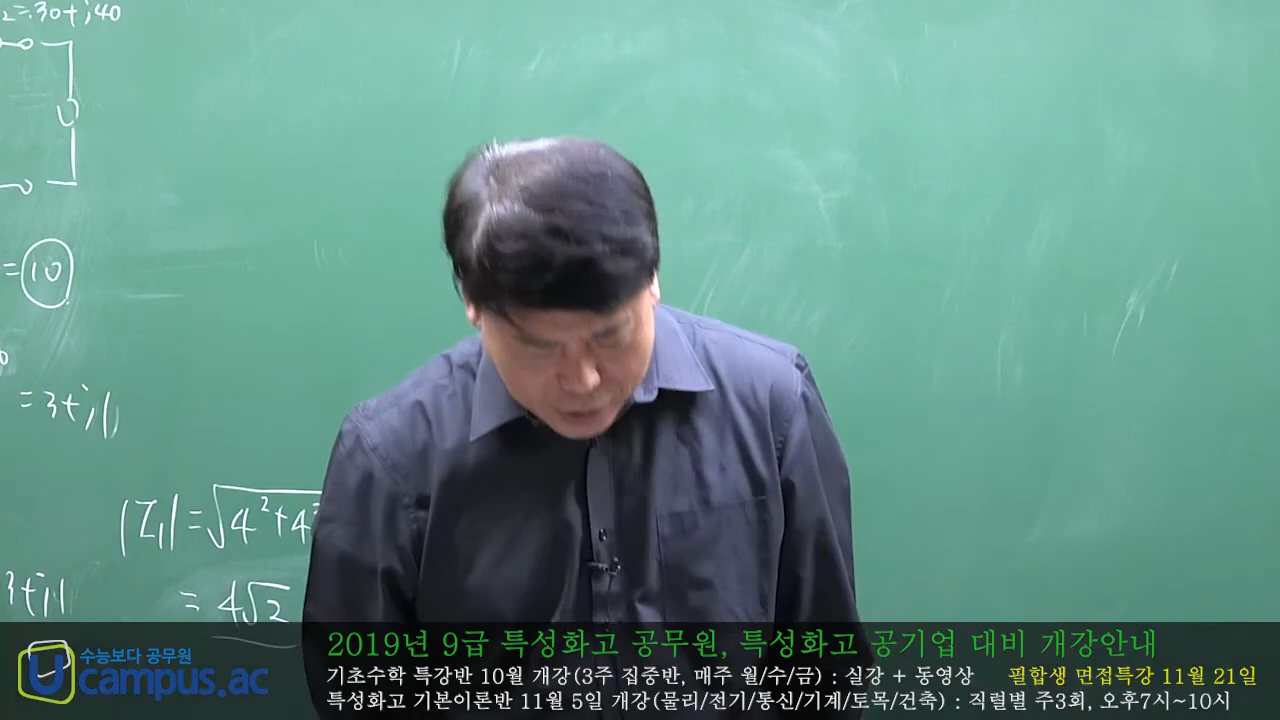 2=30+j40
=10
=3+j1
|Z₁|=√4²+4²
3+j1
=4√2
2019년 9급 특성화고 공무원, 특성화고 공기업 대비 개강안내
수능보다 공무원
Ucampus.ac
기초수학 특강반 10월 개강(3주 집중반, 매주 월/수/금) : 실강 + 동영상 필합생 면접특강 11월 21일
특성화고 기본이론반 11월 5일 개강(물리/전기/통신/기계/토목/건축) : 직렬별 주3회, 오후7시~10시